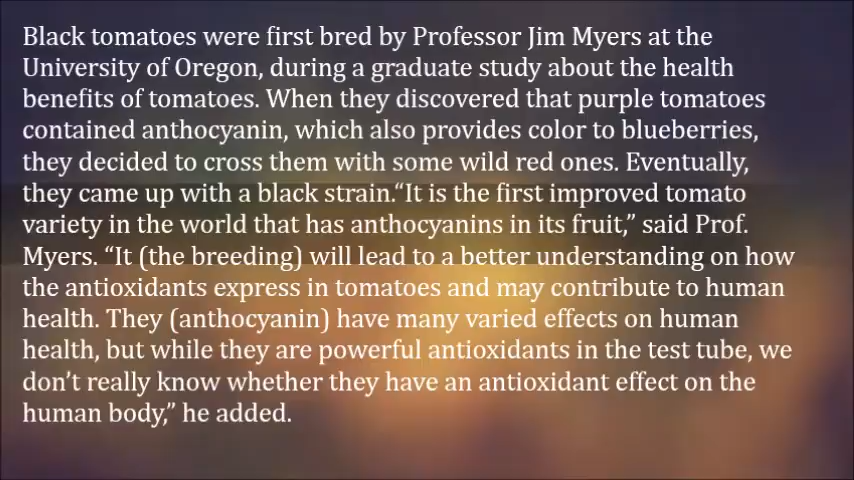 Black tomatoes were first bred by Professor Jim Myers at the
University of Oregon, during a graduate study about the health
benefits of tomatoes. When they discovered that purple tomatoes
contained anthocyanin, which also provides color to blueberries,
they decided to cross them with some wild red ones. Eventually,
they came up with a black strain.“It is the first improved tomato
variety in the world that has anthocyanins in its fruit,” said Prof.
Myers. “It (the breeding) will lead to a better understanding on how
the antioxidants express in tomatoes and may contribute to human
health. They (anthocyanin) have many varied effects on human
health, but while they are powerful antioxidants in the test tube, we
don’t really know whether they have an antioxidant effect on the
human body,” he added.